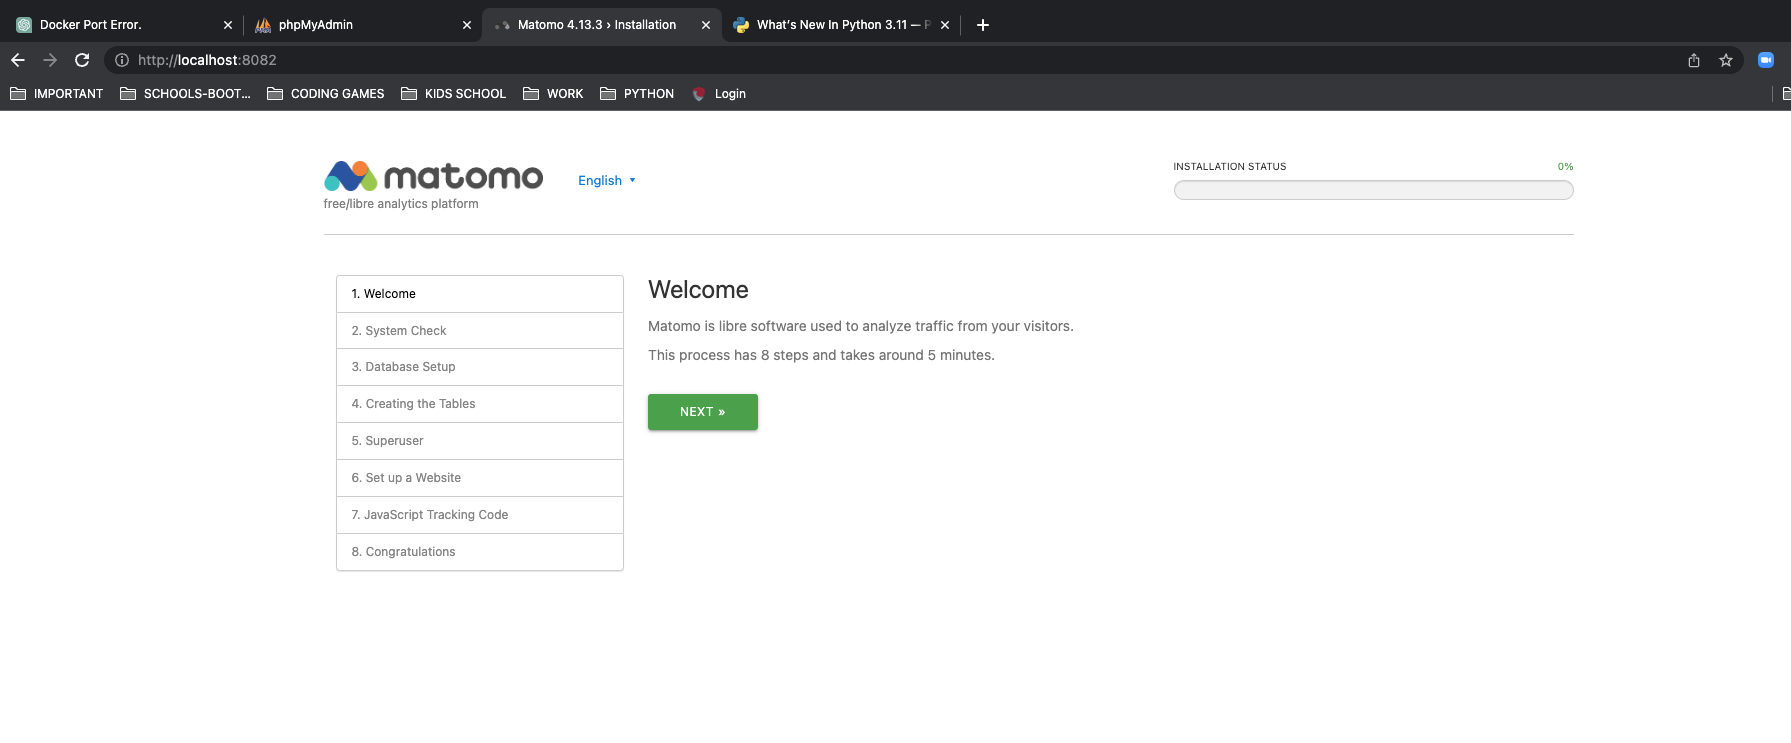 Docker Port Error.
phpMyAdmin
Matomo 4.13.3 › Installation
What's New In Python 3.11 — P
http://localhost:8082
IMPORTANT
SCHOOLS-BOOT...
CODING GAMES
KIDS SCHOOL
WORK
PYTHON
Login
matomo
free/libre analytics platform
English
INSTALLATION STATUS
0%
1. Welcome
2. System Check
3. Database Setup
4. Creating the Tables
5. Superuser
6. Set up a Website
7. JavaScript Tracking Code
8. Congratulations
Welcome
Matomo is libre software used to analyze traffic from your visitors.
This process has 8 steps and takes around 5 minutes.
NEXT »